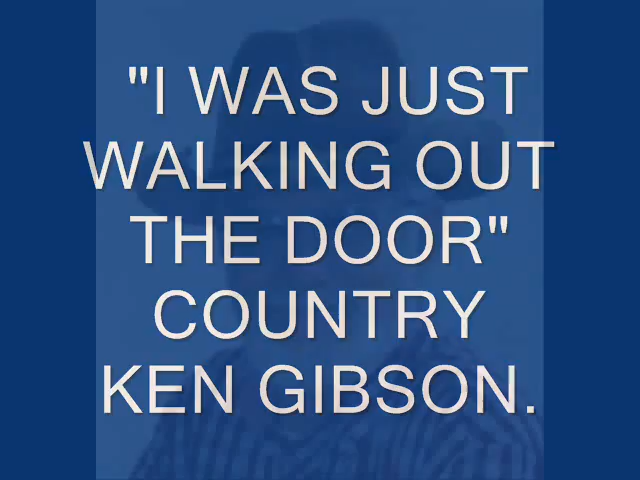 "I WAS JUST
WALKING OUT
THE DOOR"
COUNTRY
KEN GIBSON.